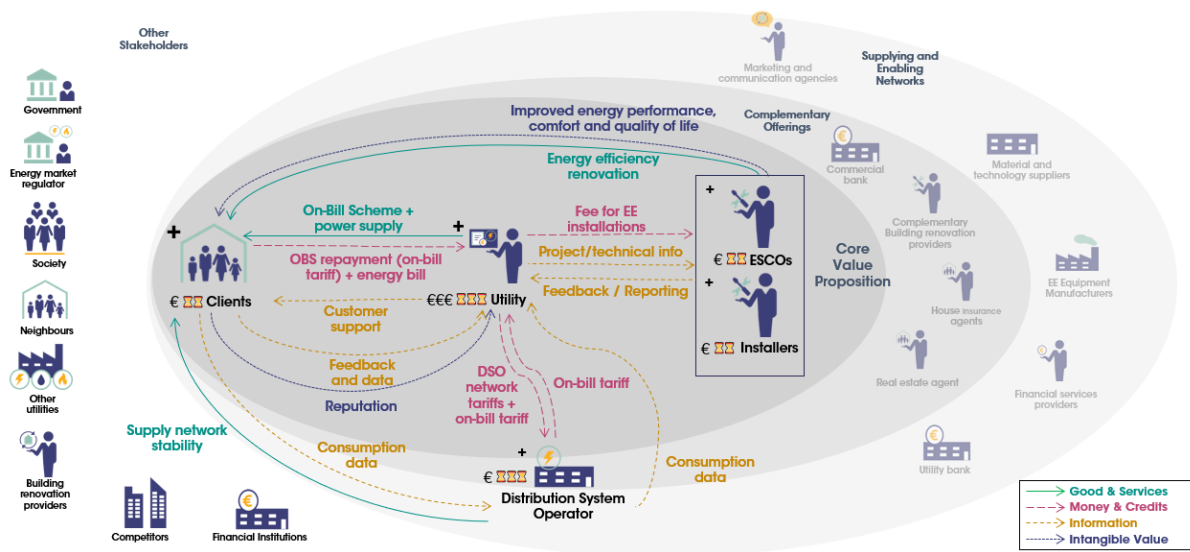 Other
Stakeholders
Government
Energy market
regulator
Society
Neighbours
Other
utilities
Building
renovation
providers
Competitors
Financial Institutions
Marketing and
communication agencies
Supplying and
Enabling
Networks
Complementary
Offerings
€
Commercial
bank
Material and
technology suppliers
Complementary
Building renovation
providers
EE Equipment
Manufacturers
House insurance
agents
Real estate agent
€
Financial services
providers
€
Utility bank
Core
Value
Proposition
Improved energy performance,
comfort and quality of life
Energy efficiency
renovation
On-Bill Scheme +
power supply
OBS repayment (on-bill
tariff) + energy bill
Fee for EE
installations
Project/technical info
Feedback / Reporting
+
€ Clients
+
€€€ Utility
+
€ ESCOs
+
€ Installers
Customer
support
Feedback
and data
Reputation
DSO
network
tariffs +
on-bill tariff
On-bill tariff
Supply network
stability
Consumption
data
Consumption
data
+
€
Distribution System
Operator
€
Good & Services
Money & Credits
Information
Intangible Value